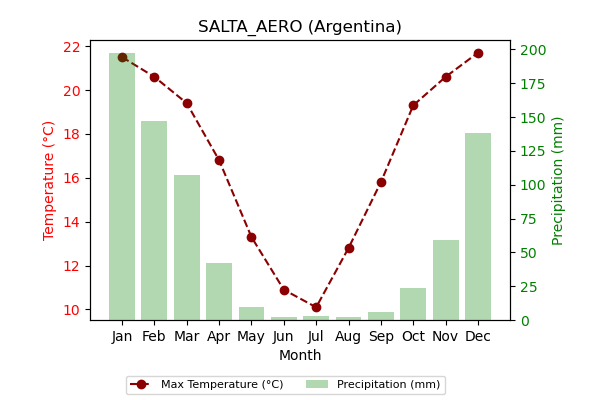 SALTA_AERO (Argentina)
22
20
18
16
14
12
10
Temperature (°C)
200
175
150
125
100
75
50
25
0
Precipitation (mm)
Jan Feb Mar Apr May Jun Jul Aug Sep Oct Nov Dec
Month
Max Temperature (°C) Precipitation (mm)